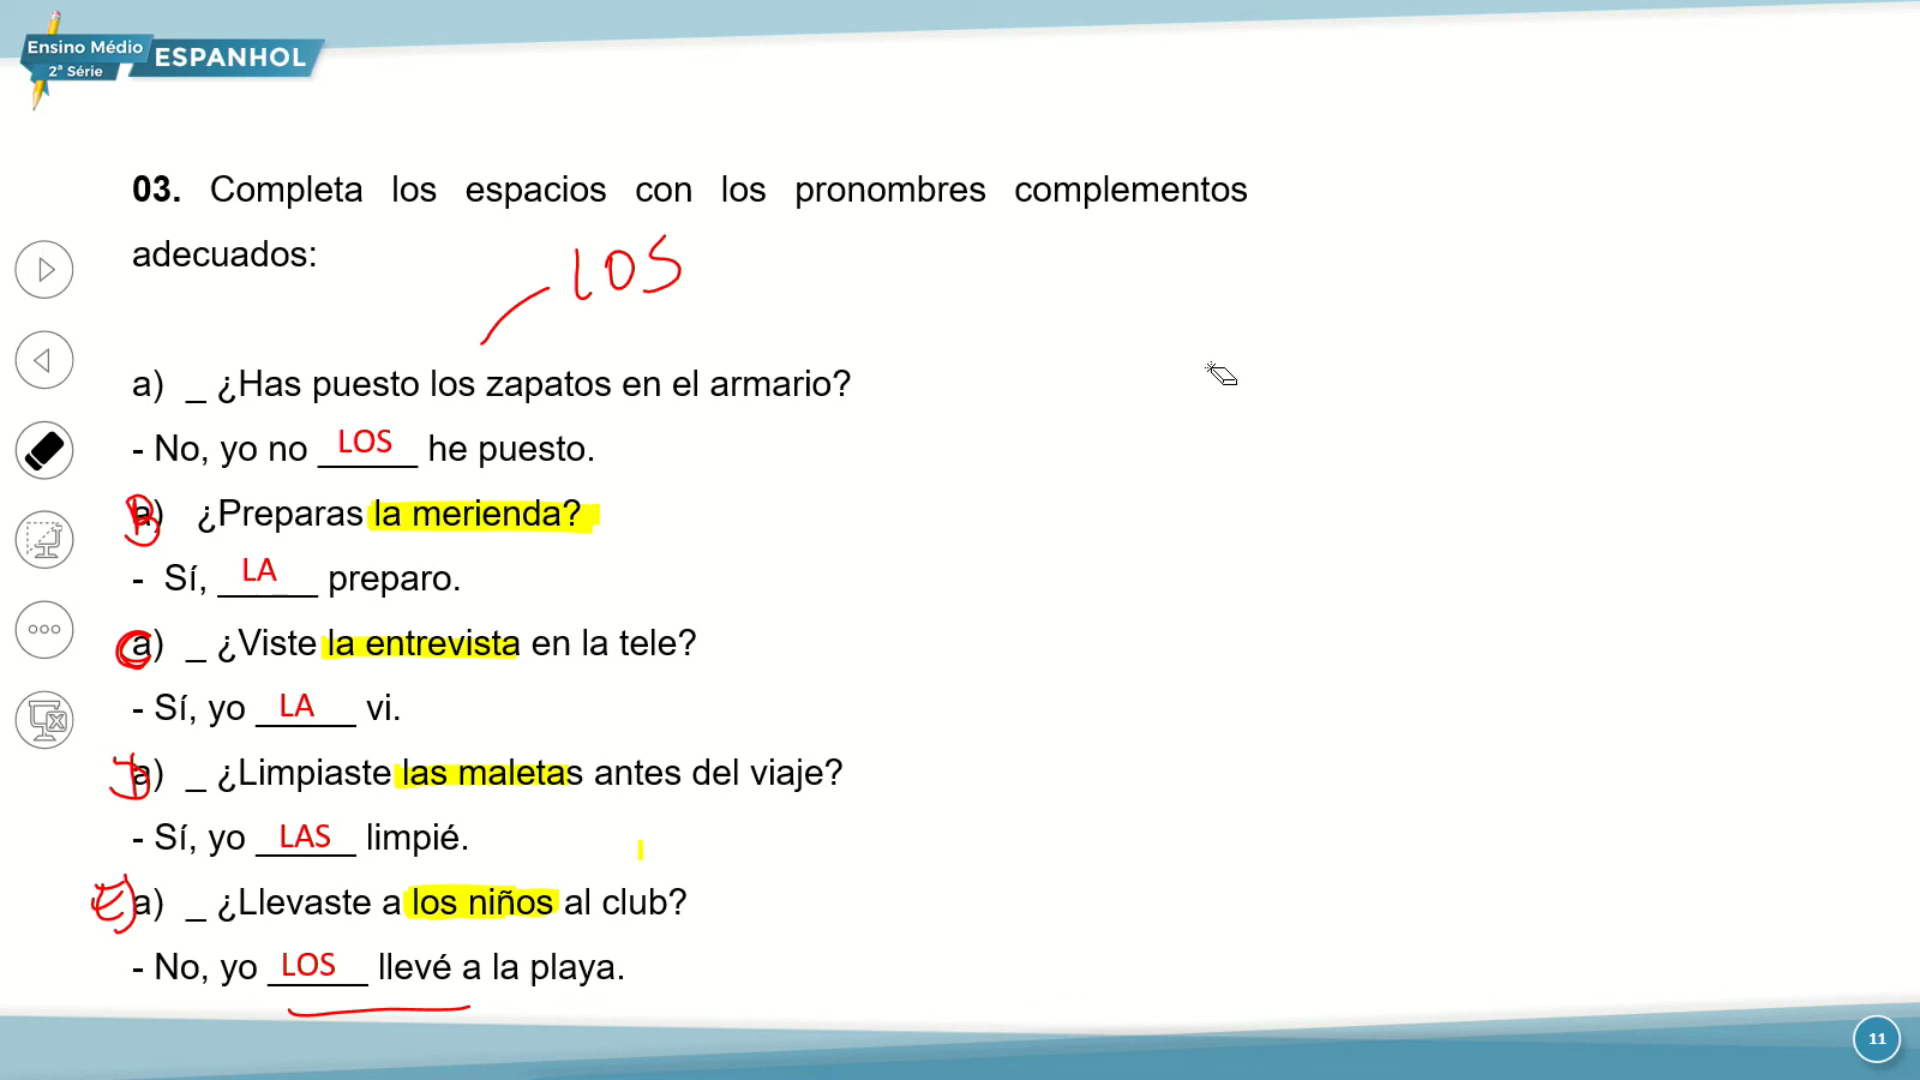 Ensino Médio
2ª Série
ESPANHOL
03. Completa los espacios con los pronombres complementos
adecuados:
LOS
a) _ ¿Has puesto los zapatos en el armario?
- No, yo no LOS he puesto.
B a) ¿Preparas la merienda?
- Sí, LA preparo.
C a) _ ¿Viste la entrevista en la tele?
- Sí, yo LA vi.
D a) _ ¿Limpiaste las maletas antes del viaje?
- Sí, yo LAS limpié.
E) a) _ ¿Llevaste a los niños al club?
- No, yo LOS llevé a la playa.
11